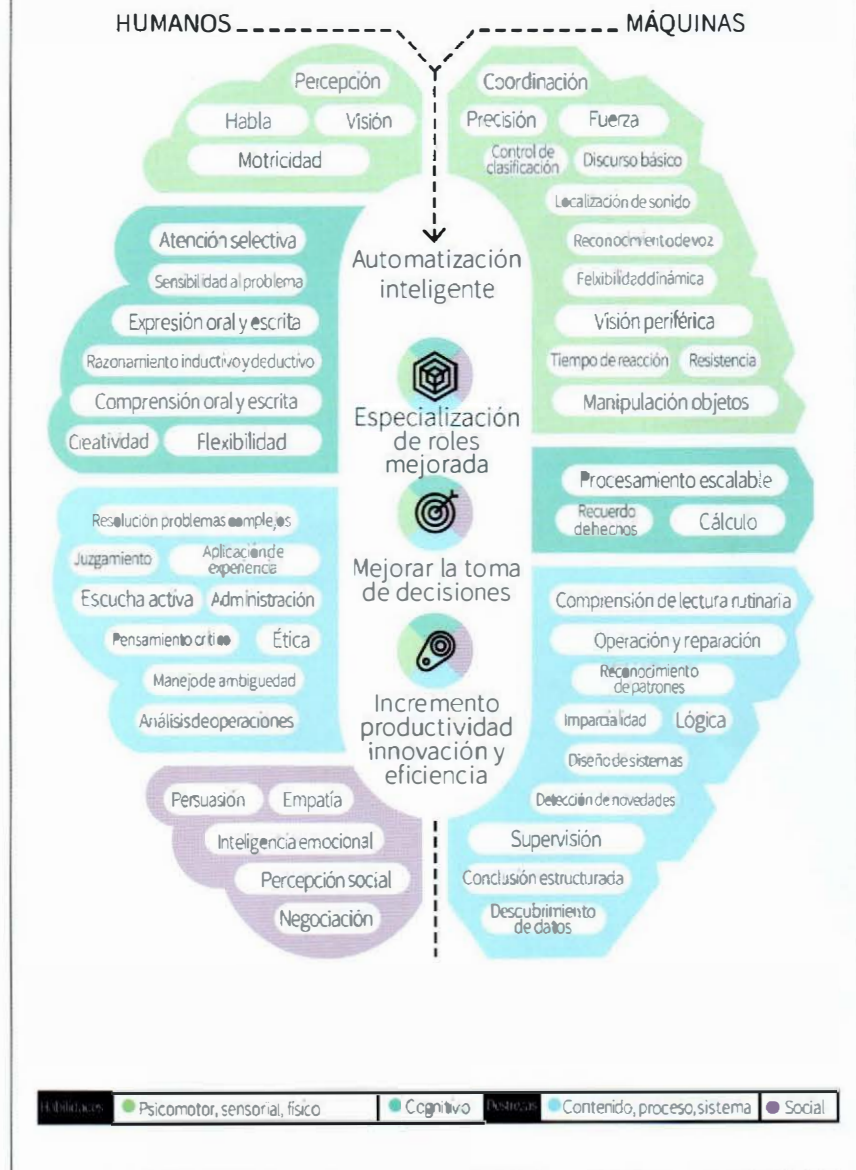 HUMANOS
MÁQUINAS
Percepción
Habla
Visión
Motricidad
Atención selectiva
Sensibilidad al problema
Expresión oral y escrita
Razonamiento inductivo y deductivo
Comprensión oral y escrita
Creatividad
Flexibilidad
Resolución problemas complejos
Juzgamiento
Aplicación de
experiencia
Escucha activa
Administración
Pensamiento critico
Ética
Manejo de ambiguedad
Análisis de operaciones
Persuasión
Empatía
Inteligencia emocional
Percepción social
Negociación
Automatización
inteligente
Especialización
de roles
mejorada
Mejorar la toma
de decisiones
Incremento
productividad
innovación y
eficiencia
Coordinación
Precisión
Fuerza
Control de
clasificación
Discurso básico
Localización de sonido
Reconocimiento de voz
Felxibilidad dinámica
Visión periférica
Tiempo de reacción
Resistencia
Manipulación objetos
Procesamiento escalable
Recuerdo
de hechos
Cálculo
Comprensión de lectura rutinaria
Operación y reparación
Reconocimiento
de patrones
Imparcialidad
Lógica
Diseño de sistemas
Detección de novedades
Supervisión
Conclusión estructurada
Descubrimiento
de datos
Habilidades
Psicomotor, sensorial, físico
Cognitivo
Destrezas
Contenido, proceso, sistema
Social